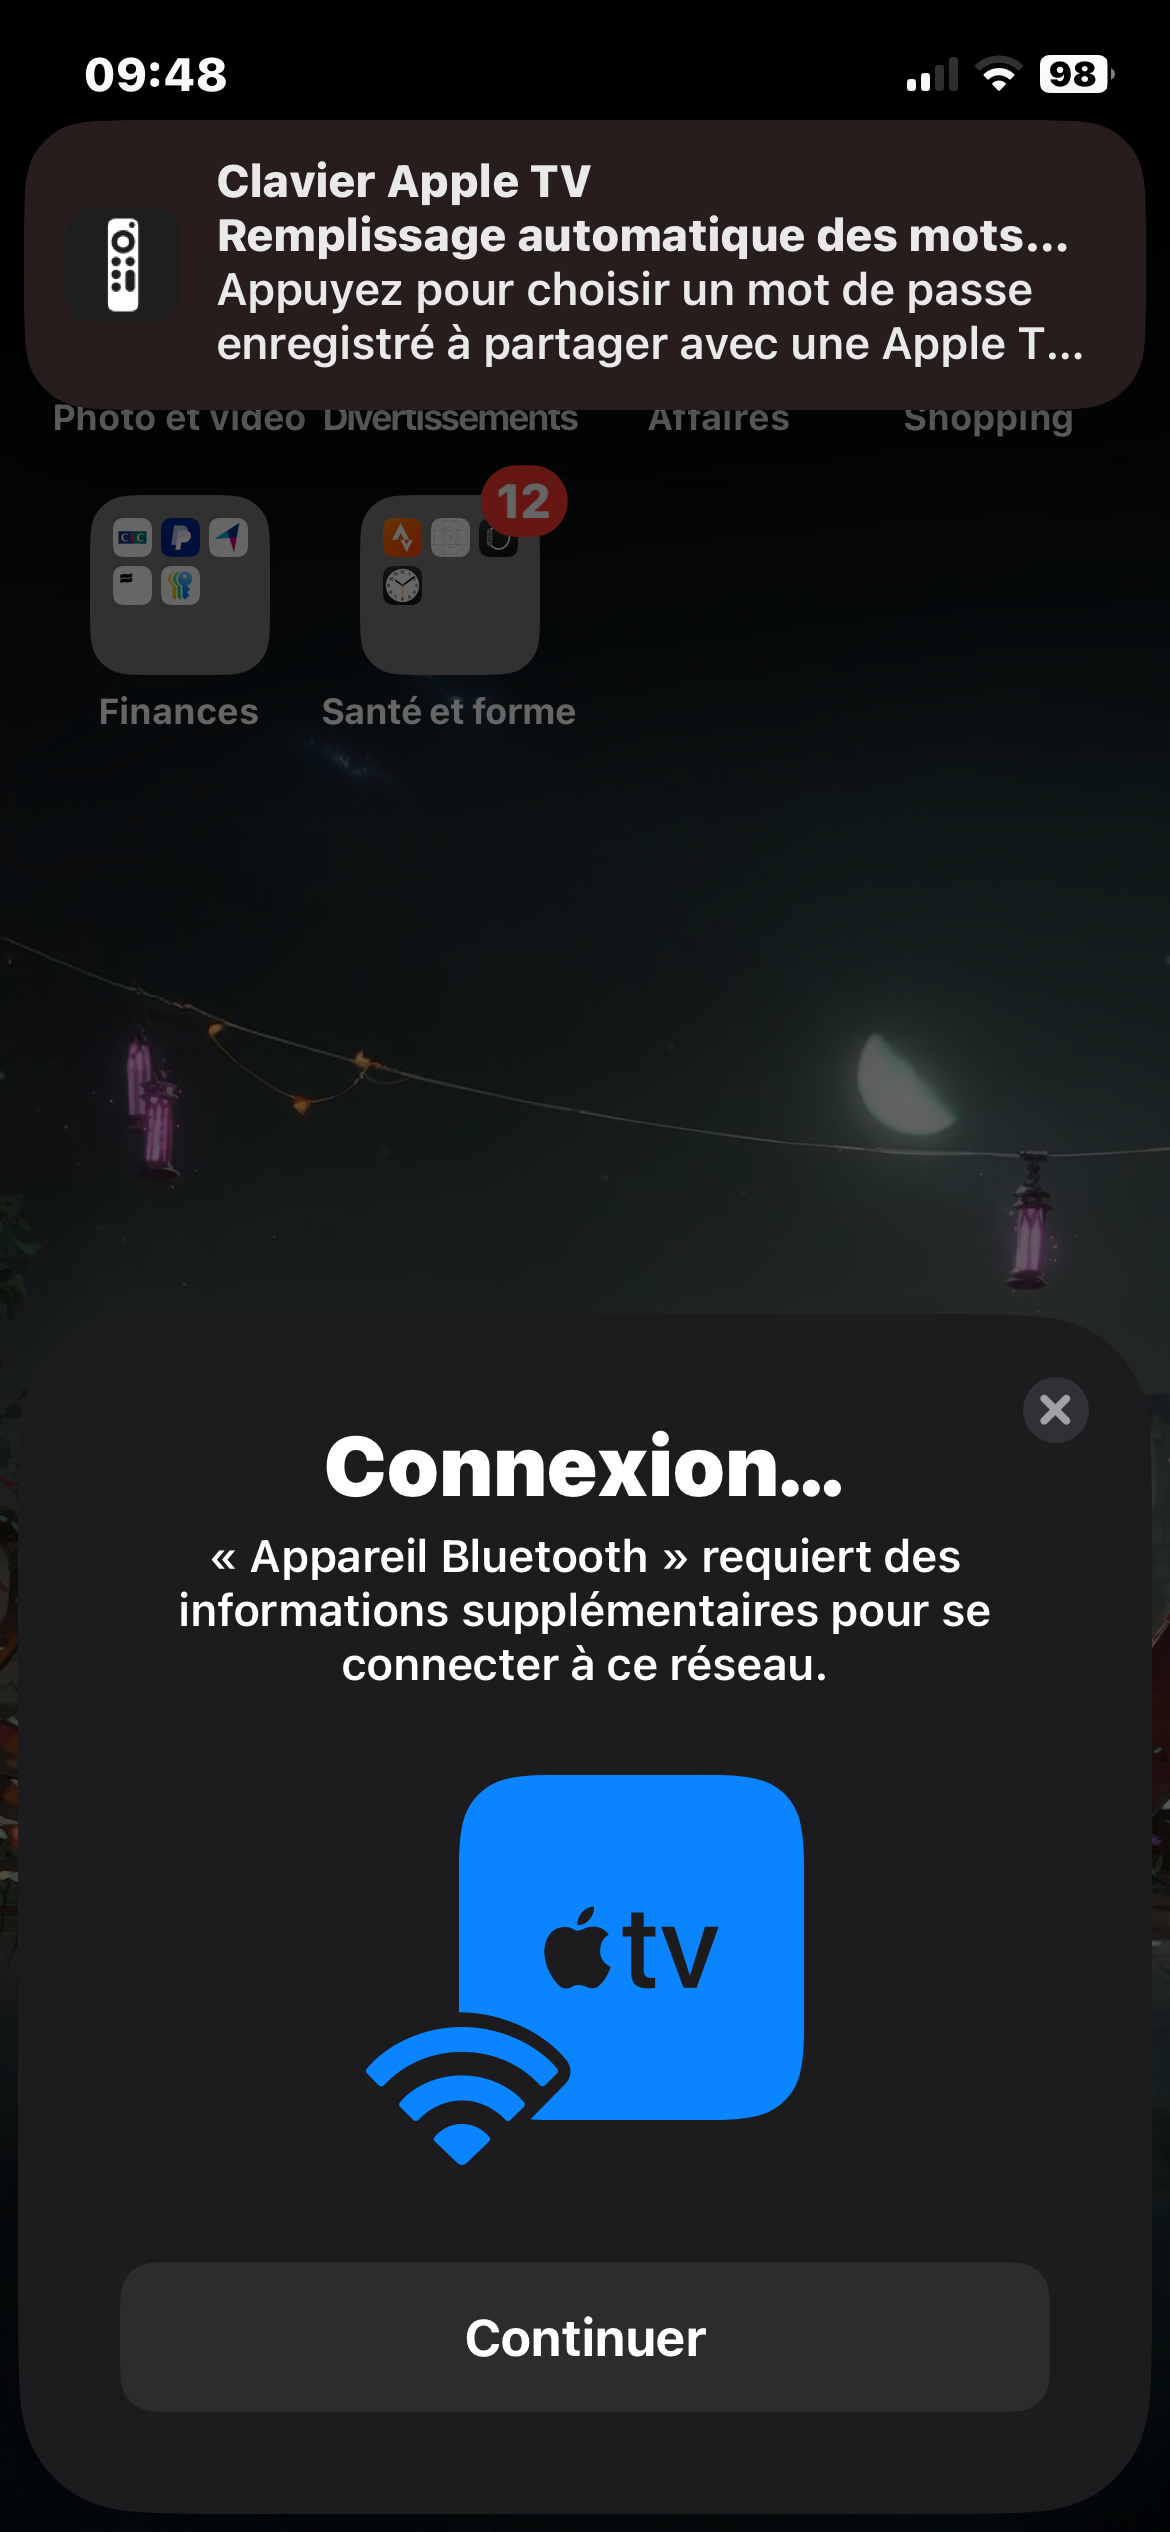 09:48
98
Clavier Apple TV
Remplissage automatique des mots...
Appuyez pour choisir un mot de passe
enregistré à partager avec une Apple T...
Photo et vidéo Divertissements Affaires Shopping
12
CIC
Finances Santé et forme
Connexion...
« Appareil Bluetooth » requiert des
informations supplémentaires pour se
connecter à ce réseau.
tv
Continuer